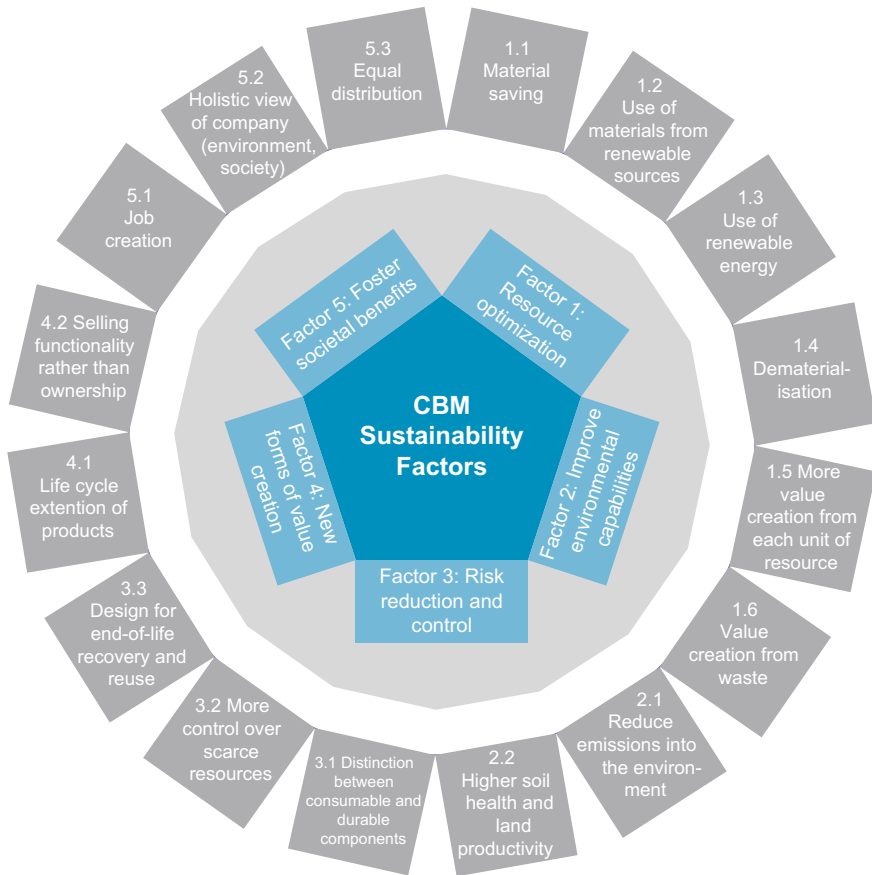 CBM
Sustainability
Factors
Factor 1:
Resource
optimization
Factor 2: Improve
environmental
capabilities
Factor 3: Risk
reduction and
control
Factor 4: New
forms of value
creation
Factor 5: Foster
societal benefits
1.1
Material
saving
1.2
Use of
materials from
renewable
sources
1.3
Use of
renewable
energy
1.4
Dematerial-
isation
1.5 More
value
creation from
each unit of
resource
1.6
Value
creation from
waste
2.1
Reduce
emissions into
the environ-
ment
2.2
Higher soil
health and
land
productivity
3.1 Distinction
between
consumable and
durable
components
3.2 More
control over
scarce
resources
3.3
Design for
end-of-life
recovery and
reuse
4.1
Life cycle
extention of
products
4.2 Selling
functionality
rather than
ownership
5.1
Job
creation
5.2
Holistic view
of company
(environment,
society)
5.3
Equal
distribution